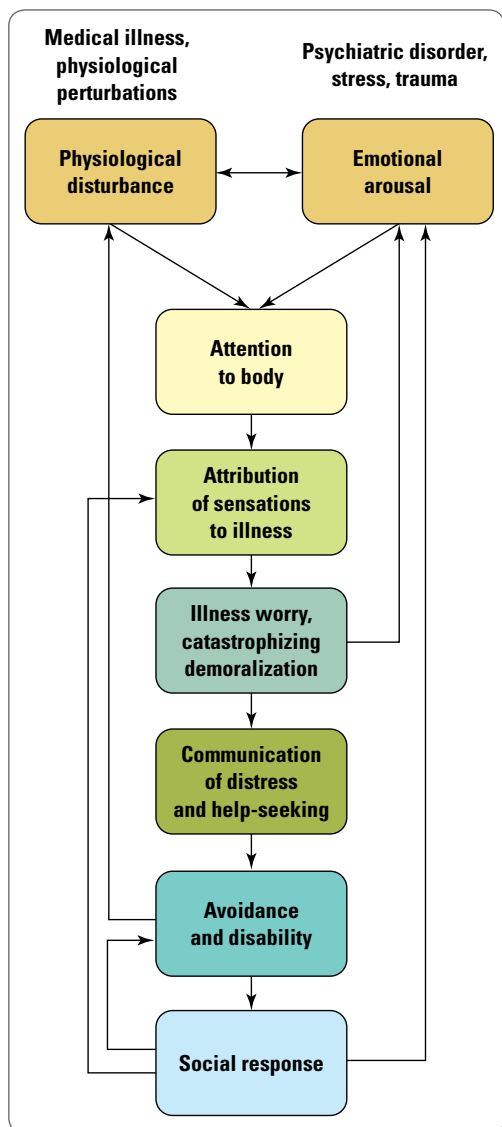 Medical illness,
physiological
perturbations
Psychiatric disorder,
stress, trauma
Physiological
disturbance
Emotional
arousal
Attention
to body
Attribution
of sensations
to illness
Illness worry,
catastrophizing
demoralization
Communication
of distress
and help-seeking
Avoidance
and disability
Social response